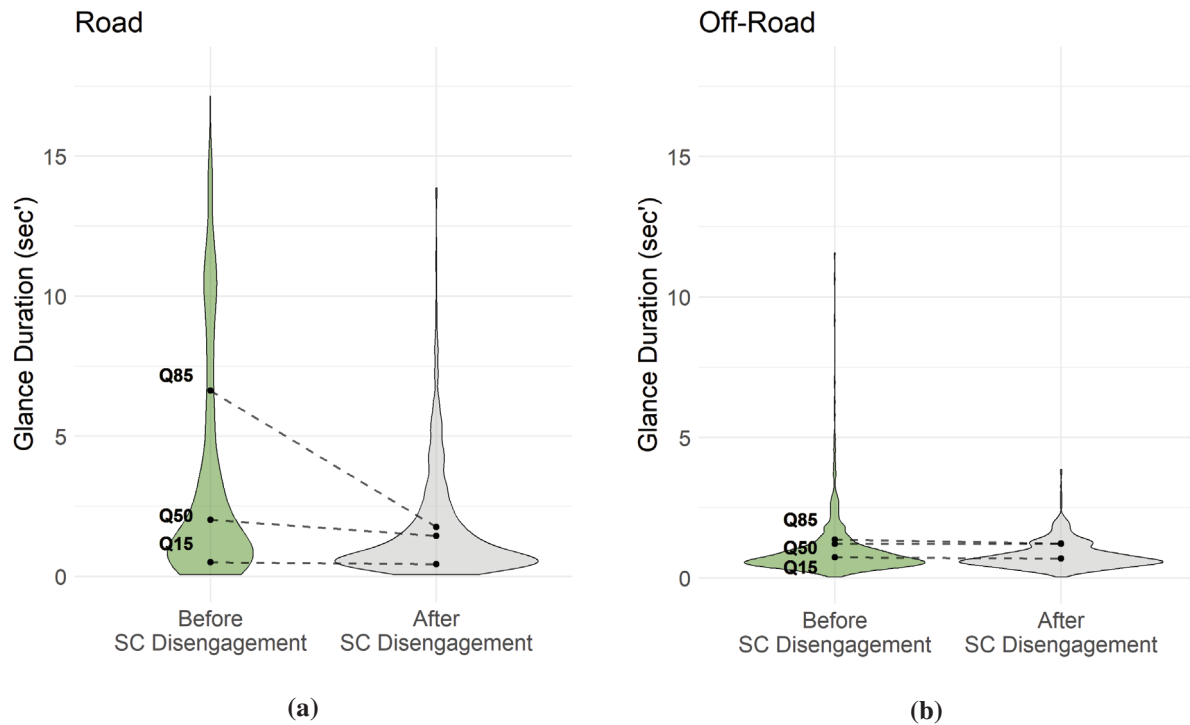 Road
Glance Duration (sec')
15
10
5
0
Q85
Q50
Q15
Before
SC Disengagement
After
SC Disengagement
(a)
Off-Road
Glance Duration (sec')
15
10
5
0
Q85
Q50
Q15
Before
SC Disengagement
After
SC Disengagement
(b)